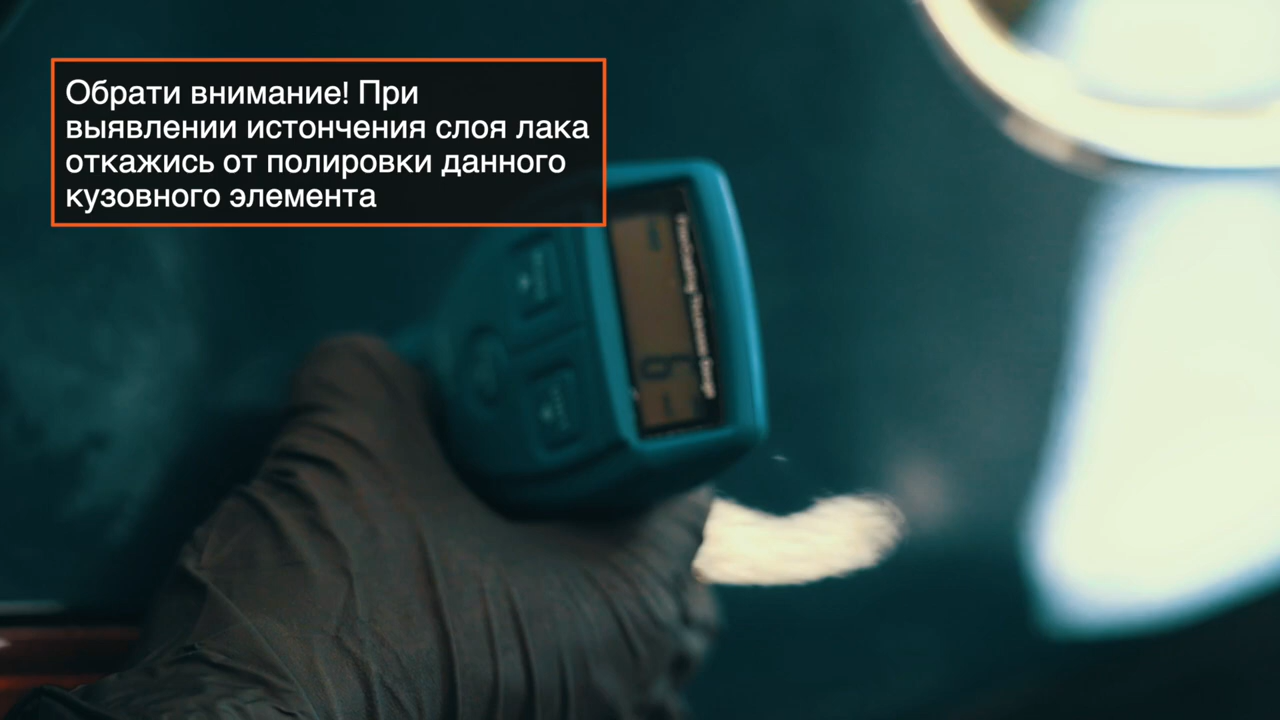 Обрати внимание! При
выявлении истончения слоя лака
откажись от полировки данного
кузовного элемента